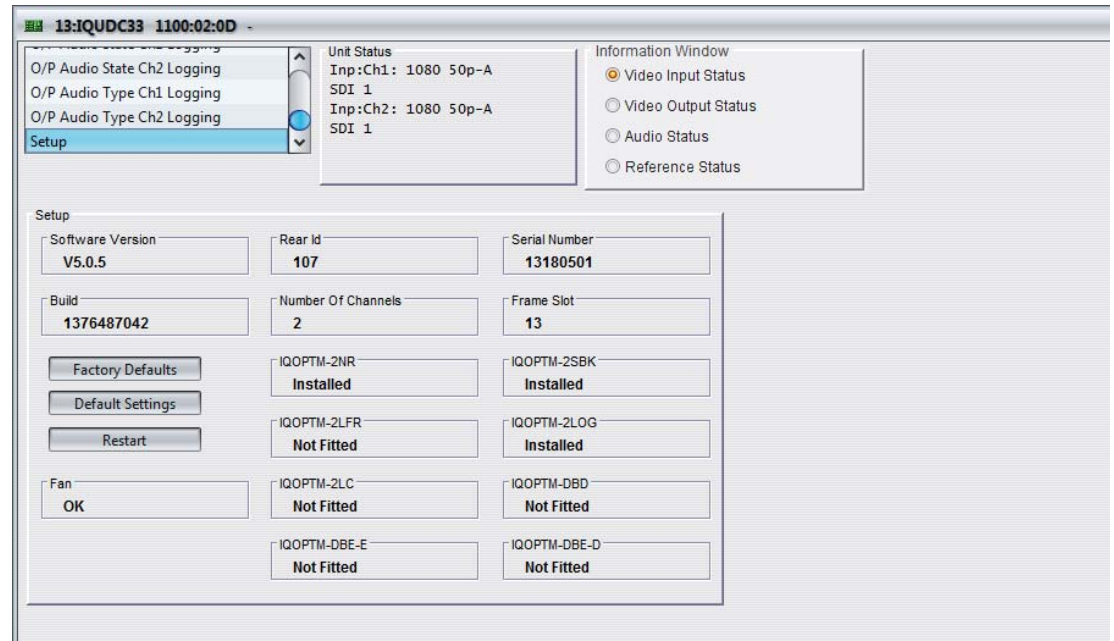 13:IQUDC33 1100:02:0D -
O/P Audio State Ch2 Logging
O/P Audio Type Ch1 Logging
O/P Audio Type Ch2 Logging
Setup
Unit Status
Inp:Ch1: 1080 50p-A
SDI 1
Inp:Ch2: 1080 50p-A
SDI 1
Information Window
Video Input Status
Video Output Status
Audio Status
Reference Status
Setup
Software Version
V5.0.5
Rear Id
107
Serial Number
13180501
Build
1376487042
Number Of Channels
2
Frame Slot
13
Factory Defaults
Default Settings
Restart
IQOPTM-2NR
Installed
IQOPTM-2SBK
Installed
IQOPTM-2LFR
Not Fitted
IQOPTM-2LOG
Installed
Fan
OK
IQOPTM-2LC
Not Fitted
IQOPTM-DBD
Not Fitted
IQOPTM-DBE-E
Not Fitted
IQOPTM-DBE-D
Not Fitted